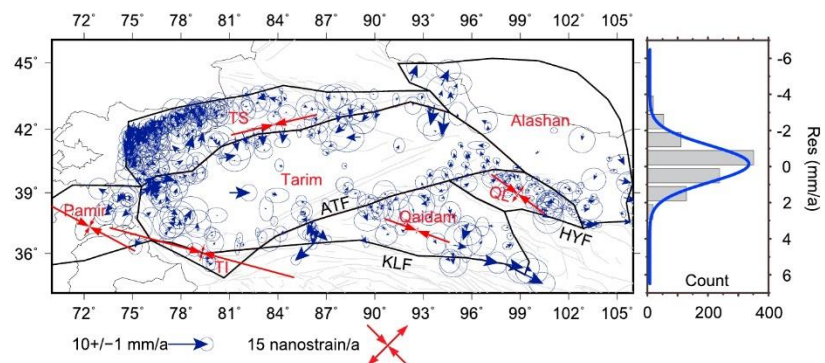 72° 75° 78° 81° 84° 87° 90° 93° 96° 99° 102° 105°
45°
42°
39°
36°
TS
Alashan
Tarim
ATF
QL
Pamir
Qaidam
HYF
TI
KLF
72° 75° 78° 81° 84° 87° 90° 93° 96° 99° 102° 105°
10+/−1 mm/a
15 nanostrain/a
-6
-4
-2
0
2
4
6
Res (mm/a)
Count
0 200 400